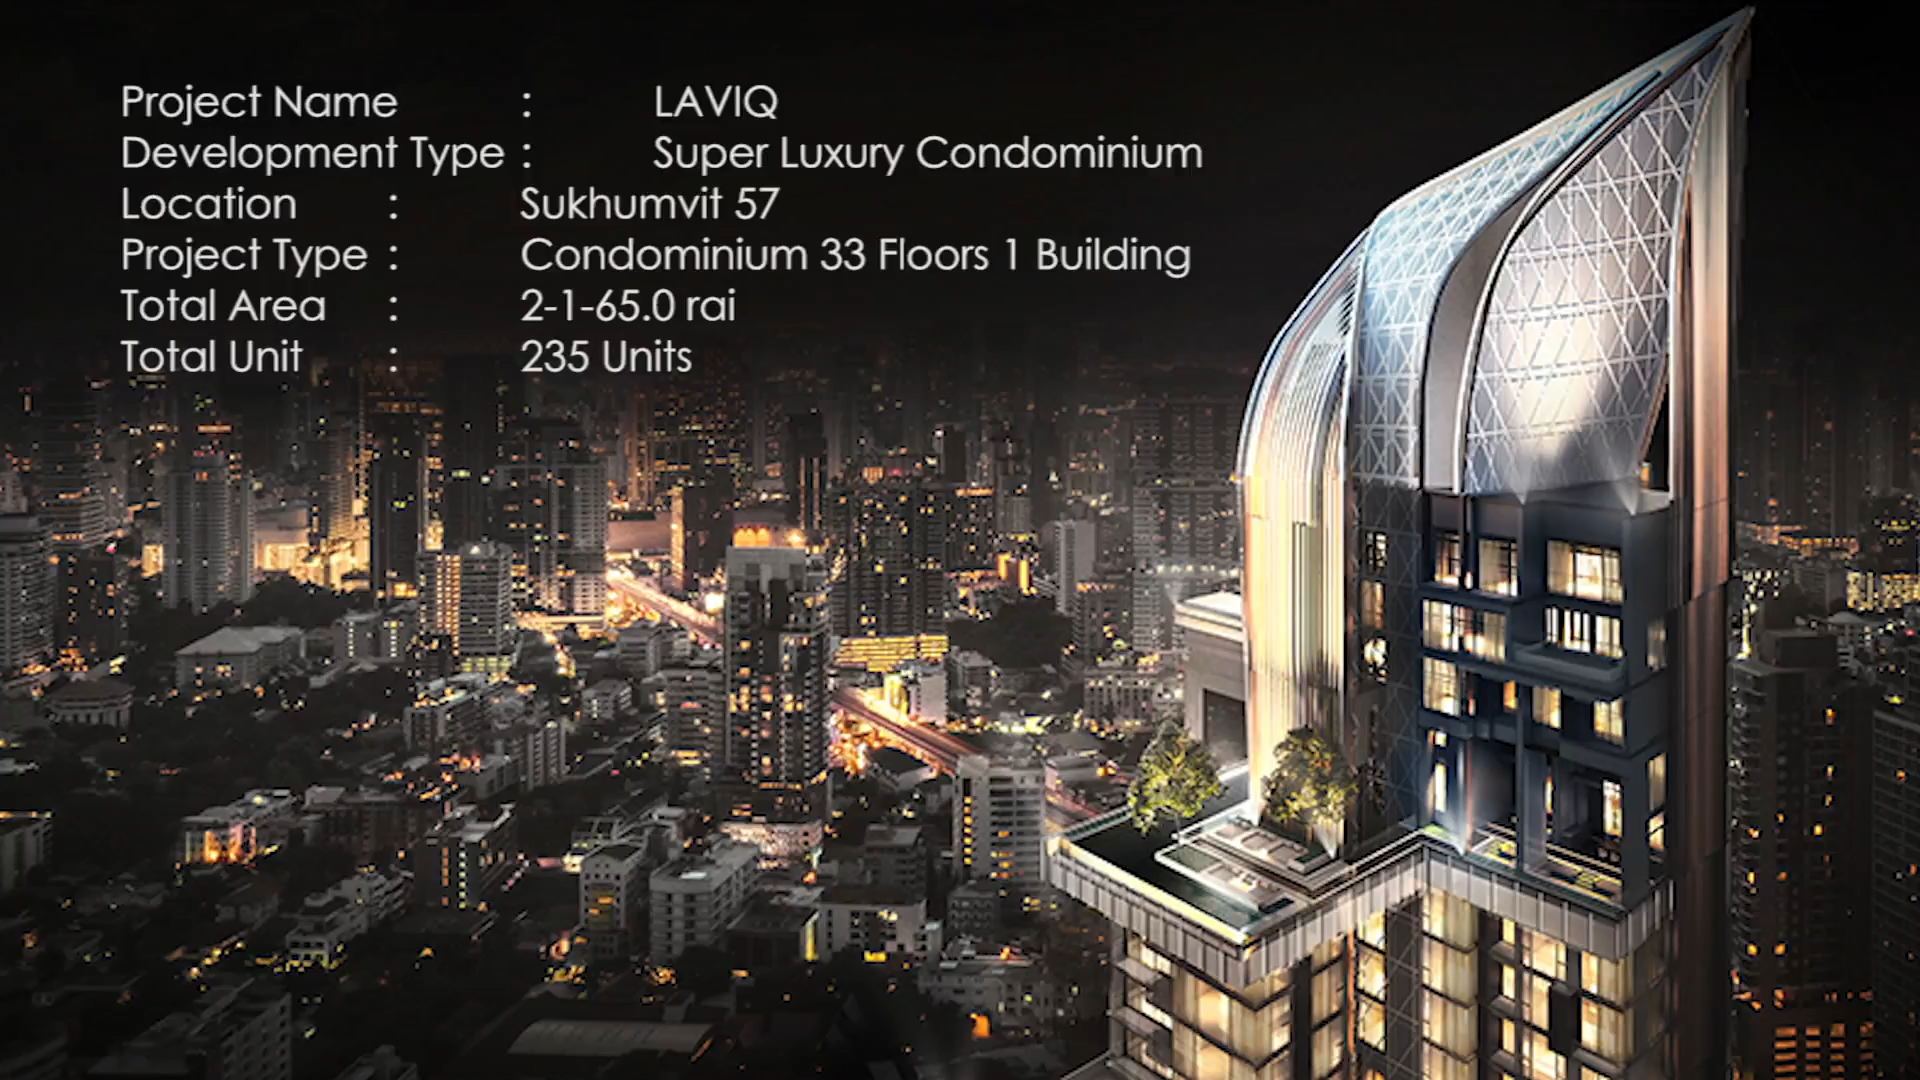 Project Name : LAVIQ
Development Type : Super Luxury Condominium
Location : Sukhumvit 57
Project Type : Condominium 33 Floors 1 Building
Total Area : 2-1-65.0 rai
Total Unit : 235 Units